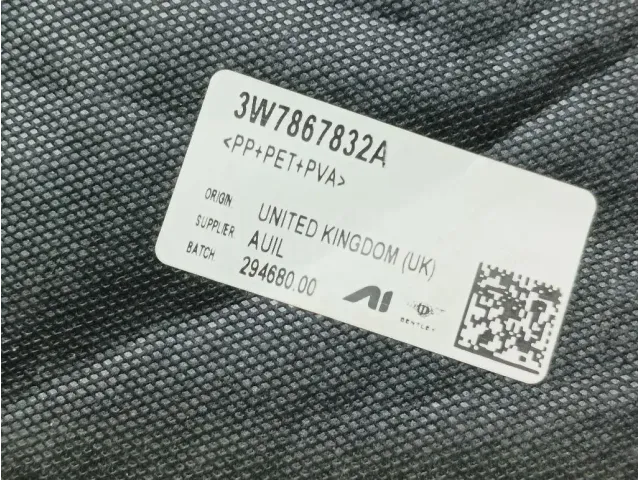 3W7867832A
<PP+PET+PVA>
ORIGIN UNITED KINGDOM (UK)
SUPPLIER AUIL
BATCH 294680.00
AI
BENTLEY